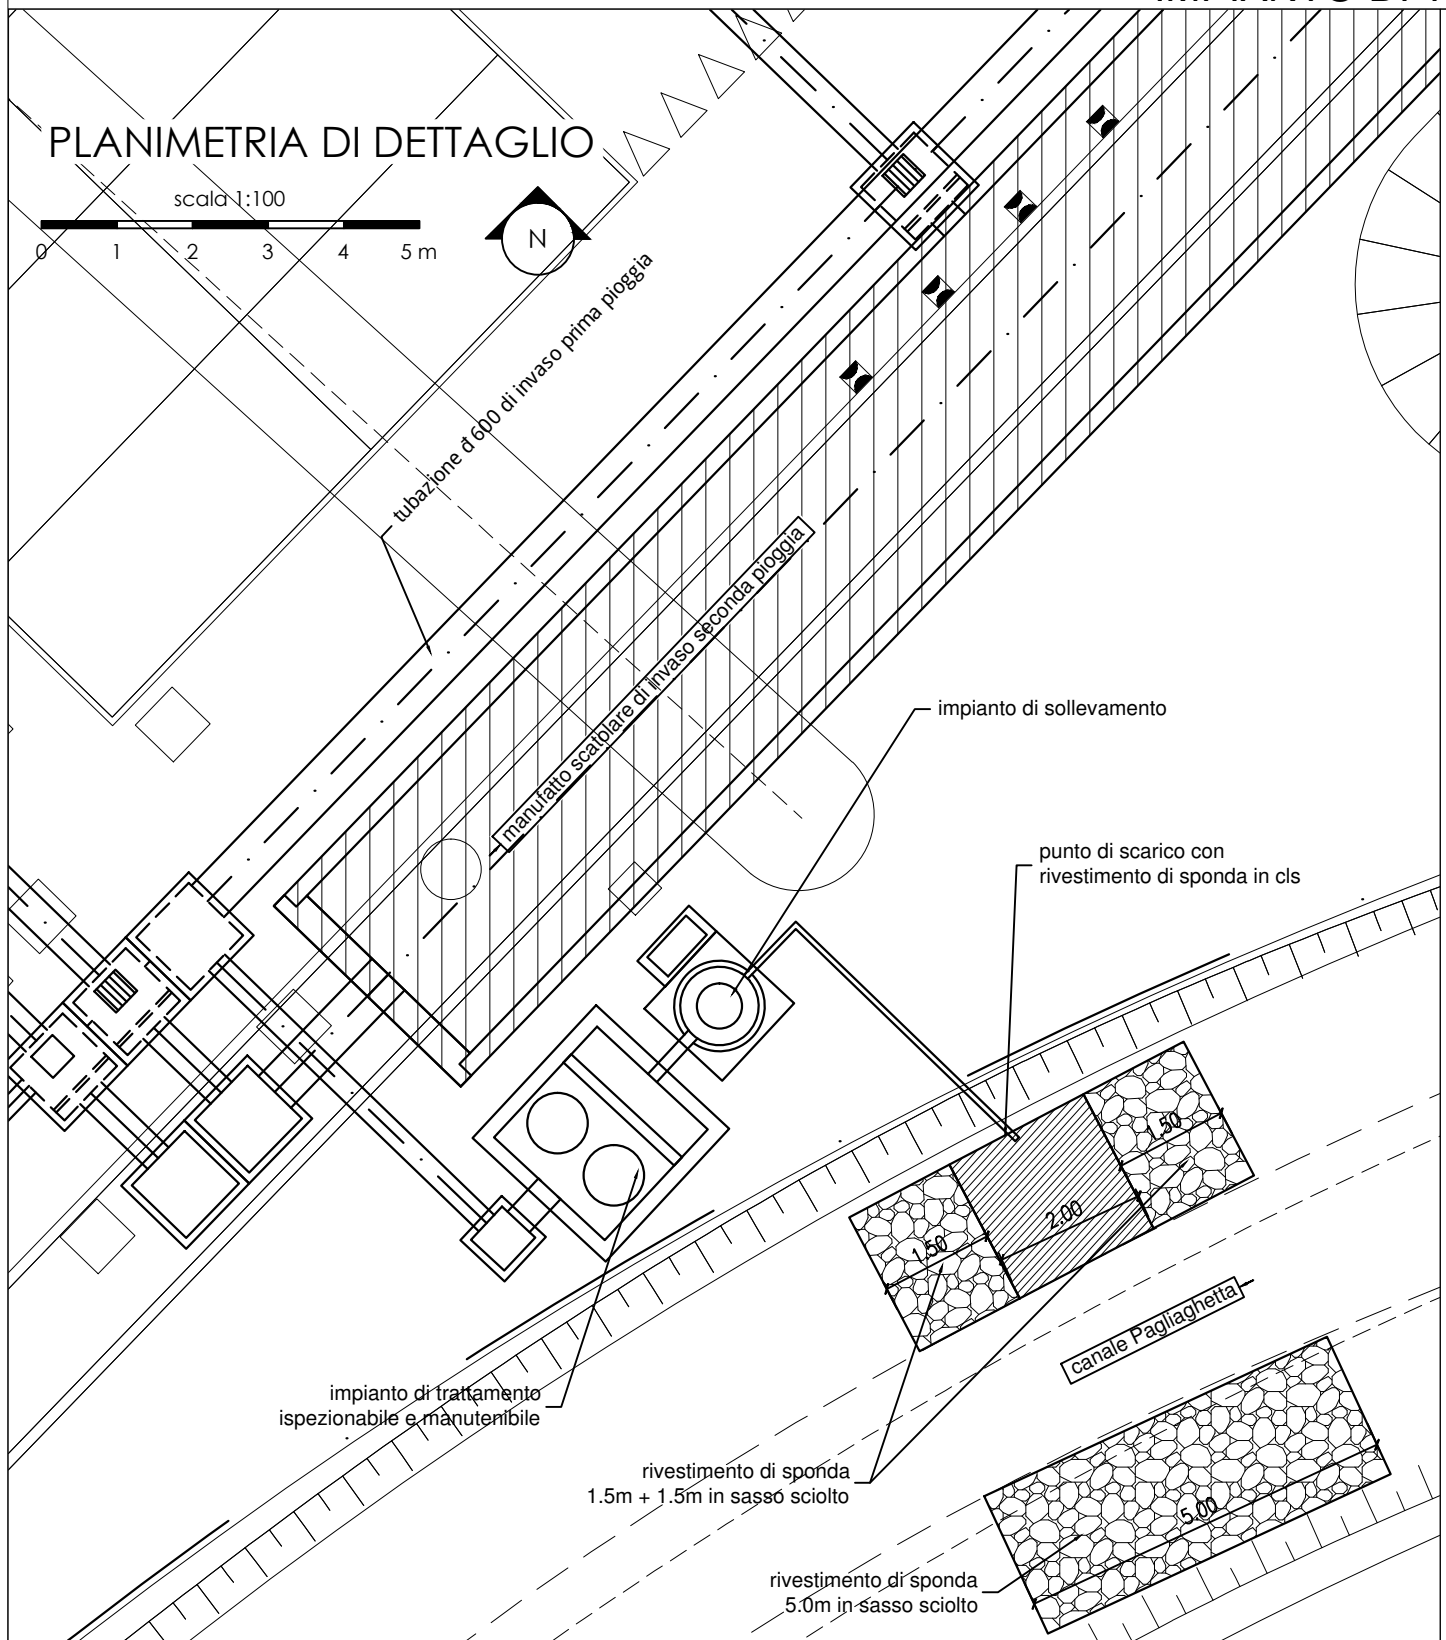 PLANIMETRIA DI DETTAGLIO
scala 1:100
0 1 2 3 4 5 m
N
tubazione d 600 di invaso prima pioggia
manufatto scatolare di invaso seconda pioggia
impianto di sollevamento
punto di scarico con
rivestimento di sponda in cls
1.50
2.00
1.50
canale Pagliaghetta
impianto di trattamento
ispezionabile e manutenibile
rivestimento di sponda
1.5m + 1.5m in sasso sciolto
5.00
rivestimento di sponda
5.0m in sasso sciolto